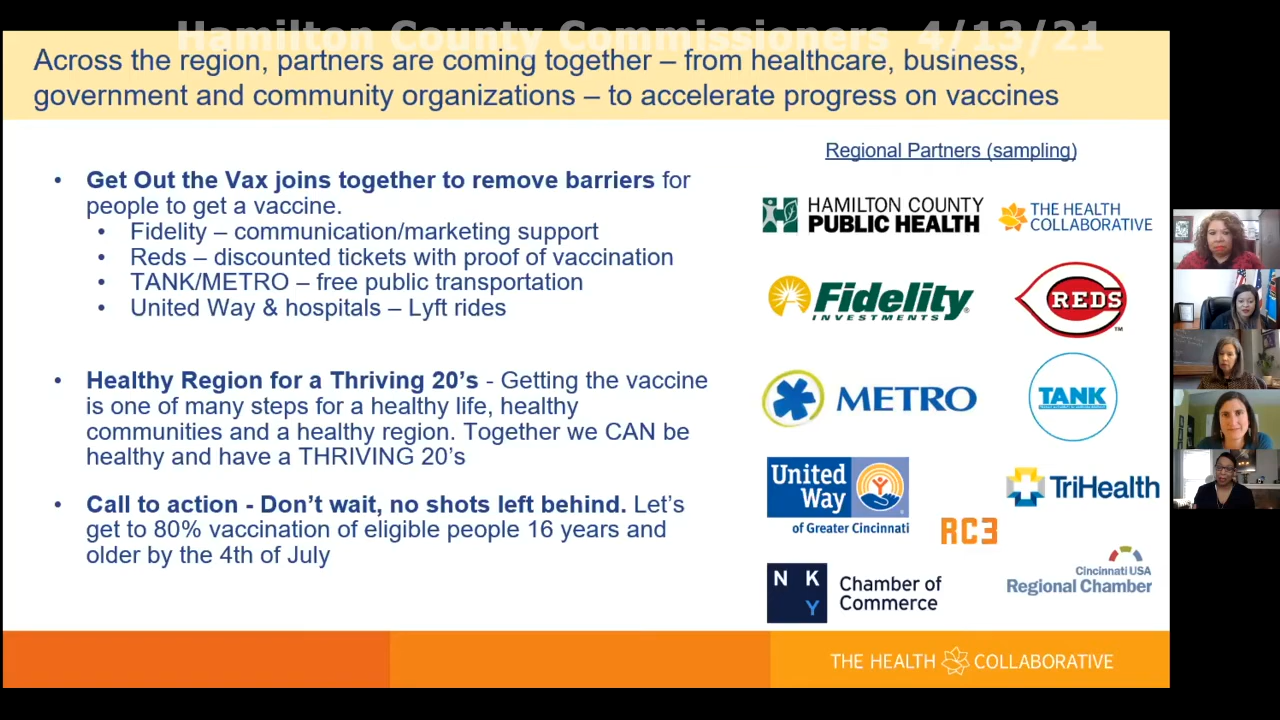 Hamilton County Commissioners 4/13/21
Across the region, partners are coming together – from healthcare, business,
government and community organizations – to accelerate progress on vaccines
• Get Out the Vax joins together to remove barriers for
people to get a vaccine.
• Fidelity – communication/marketing support
• Reds – discounted tickets with proof of vaccination
• TANK/METRO – free public transportation
• United Way & hospitals – Lyft rides
• Healthy Region for a Thriving 20’s - Getting the vaccine
is one of many steps for a healthy life, healthy
communities and a healthy region. Together we CAN be
healthy and have a THRIVING 20’s
• Call to action - Don’t wait, no shots left behind. Let’s
get to 80% vaccination of eligible people 16 years and
older by the 4th of July
Regional Partners (sampling)
HAMILTON COUNTY
PUBLIC HEALTH
THE HEALTH
COLLABORATIVE
Fidelity
INVESTMENTS
REDS
TM
METRO
TANK
United
Way
®
of Greater Cincinnati
TriHealth
RC3
N K
Y
Chamber of
Commerce
Cincinnati USA
Regional Chamber
THE HEALTH COLLABORATIVE